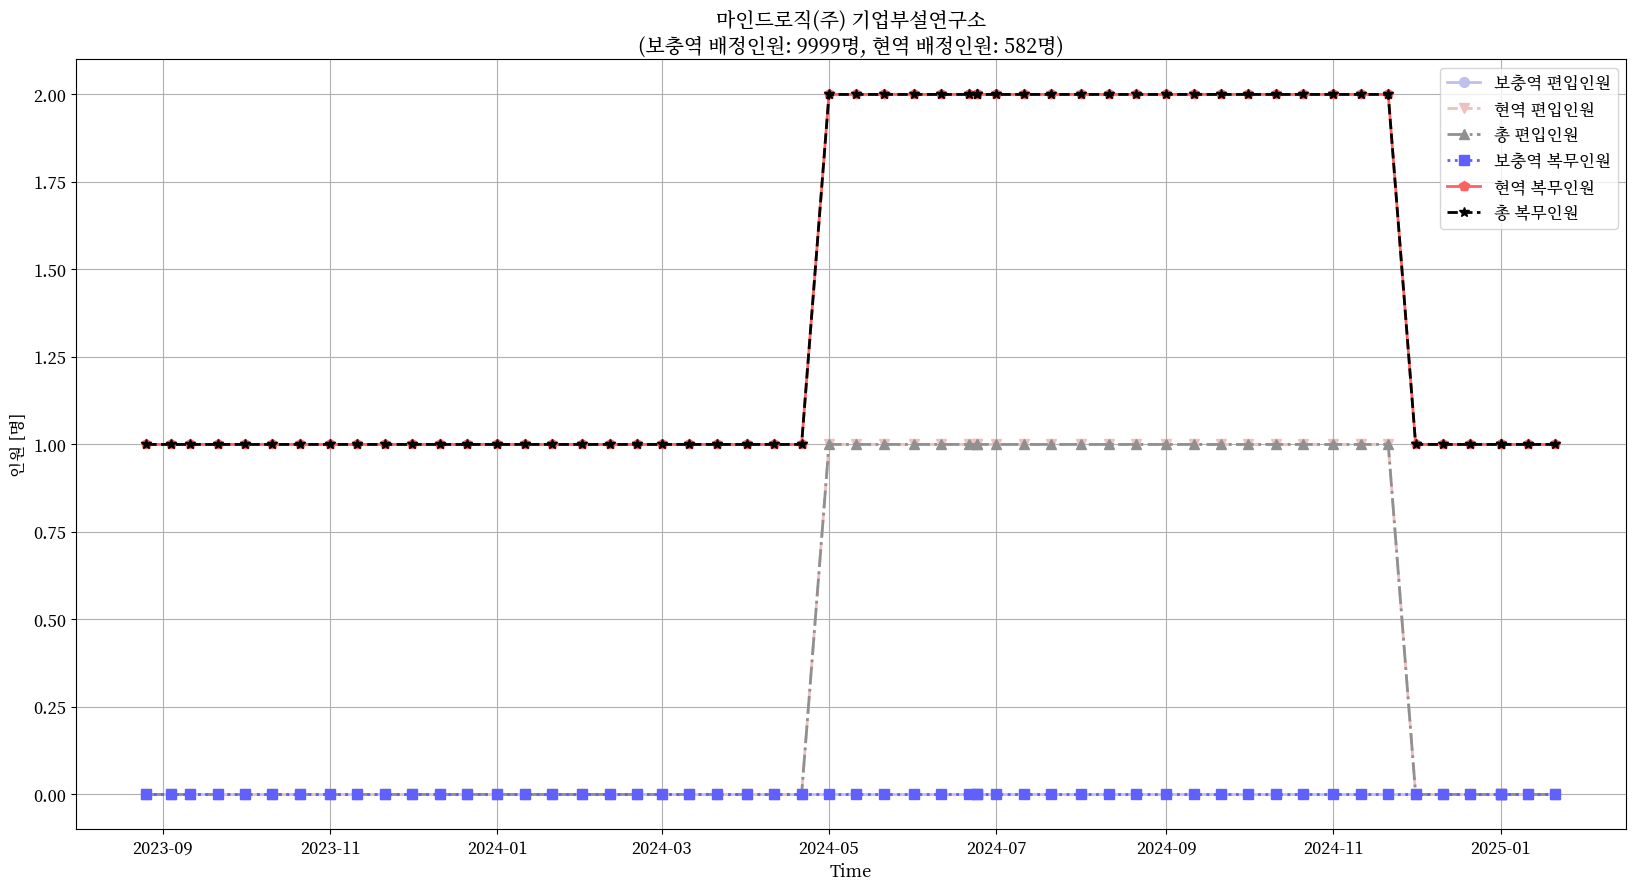 마인드로직(주) 기업부설연구소
(보충역 배정인원: 9999명, 현역 배정인원: 582명)
보충역 편입인원
현역 편입인원
총 편입인원
보충역 복무인원
현역 복무인원
총 복무인원
인원 [명]
2.00
1.75
1.50
1.25
1.00
0.75
0.50
0.25
0.00
2023-09 2023-11 2024-01 2024-03 2024-05 2024-07 2024-09 2024-11 2025-01
Time